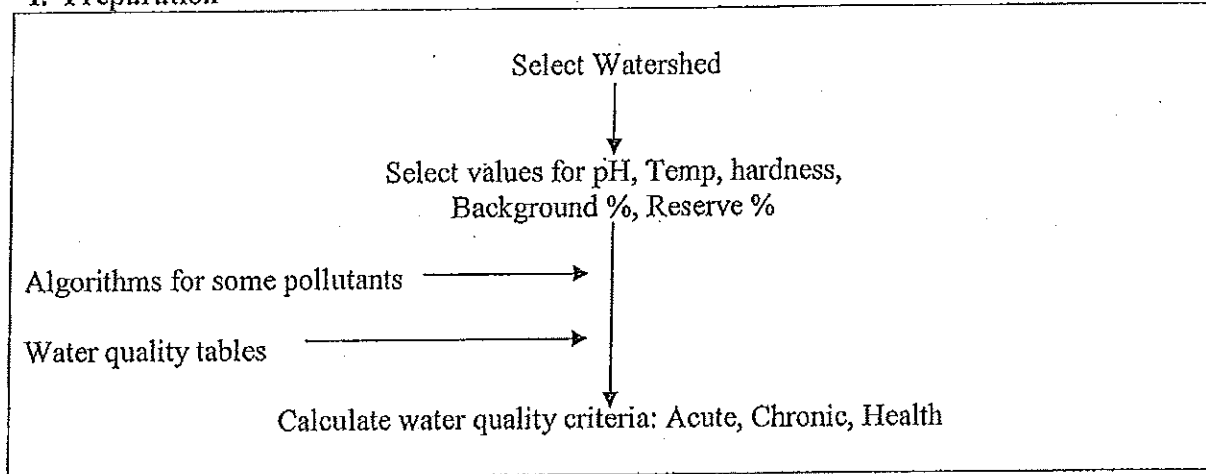 1. Preparation
Select Watershed
Select values for pH, Temp, hardness,
Background %, Reserve %
Algorithms for some pollutants
Water quality tables
Calculate water quality criteria: Acute, Chronic, Health